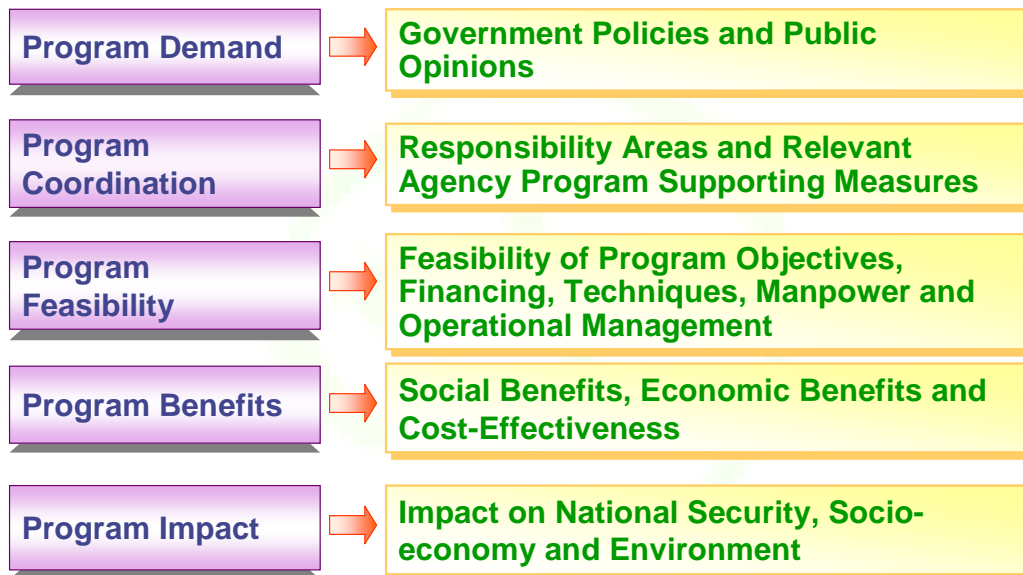 Program Demand
Government Policies and Public
Opinions
Program
Coordination
Responsibility Areas and Relevant
Agency Program Supporting Measures
Program
Feasibility
Feasibility of Program Objectives,
Financing, Techniques, Manpower and
Operational Management
Program Benefits
Social Benefits, Economic Benefits and
Cost-Effectiveness
Program Impact
Impact on National Security, Socio-
economy and Environment